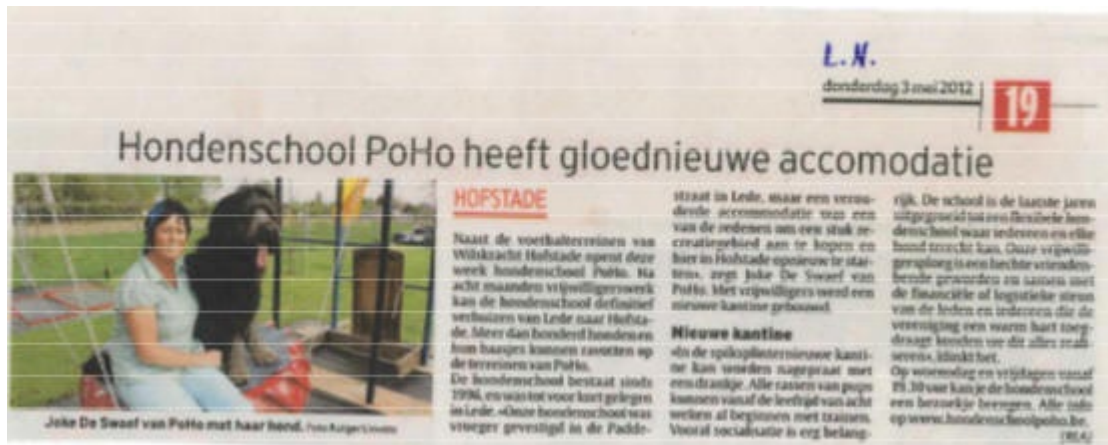 L.N.
donderdag 3 mei 2012
19
Hondenschool PoHo heeft gloednieuwe accomodatie
Joke De Swaef van PoHo met haar hond.
HOFSTADE
Naast de voetbalterreinen van
Wilskracht Hofstade opent deze
week hondenschool PoHo. Na
acht maanden vrijwilligerswerk
kan de hondenschool definitief
verhuizen van Lede naar Hofsta-
de. Meer dan honderd honden en
hun baasjes kunnen ravotten op
de terreinen van PoHo.
De hondenschool bestaat sinds
1996, en was tot voor kort gelegen
in Lede. «Onze hondenschool was
vroeger gevestigd in de Padde-
straat in Lede, maar een verou-
derde accommodatie was een
van de redenen om een stuk re-
creatiegebied aan te kopen en
hier in Hofstade opnieuw te star-
ten», zegt Joke De Swaef van
PoHo. Met vrijwilligers werd een
nieuwe kantine gebouwd.
Nieuwe kantine
«In de spiksplinternieuwe kanti-
ne kan worden nagepraat met
een drankje. Alle rassen van pups
kunnen vanaf de leeftijd van acht
weken al beginnen met trainen.
Vooral socialisatie is erg belang-
rijk. De school is de laatste jaren
uitgegroeid tot een flexibele hon-
denschool waar iedereen en elke
hond terecht kan. Onze vrijwilli-
gersploeg is een hechte vrienden-
bende geworden en samen met
de financiële of logistieke steun
van de leden en iedereen die de
vereniging een warm hart toeg-
draagt konden we dit alles reali-
seren», klinkt het.
Op woensdag en vrijdagen vanaf
19.30 uur kan je de hondenschool
een bezoekje brengen. Alle info
op www.hondenschoolpoho.be.